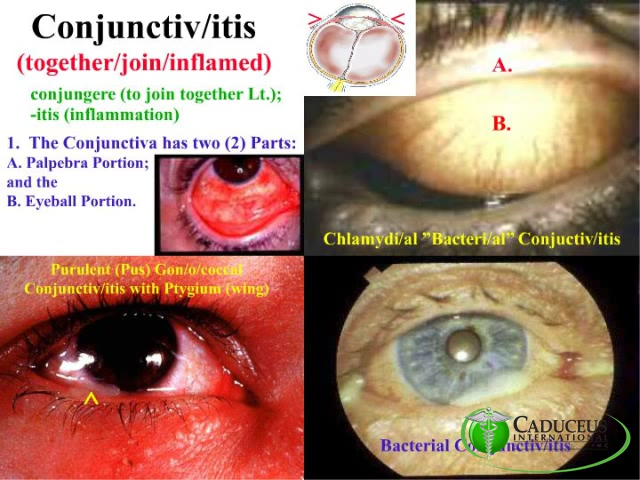 Conjunctiv/itis
(together/join/inflamed)
conjungere (to join together Lt.);
-itis (inflammation)
1. The Conjunctiva has two (2) Parts:
A. Palpebra Portion;
and the
B. Eyeball Portion.
> <
A.
B.
Chlamydi/al ”Bacteri/al” Conjuctiv/itis
Purulent (Pus) Gon/o/coccal
Conjunctiv/itis with Ptygium (wing)
^
Bacterial Conjunctiv/itis
CADUCEUS
INTERNATIONAL